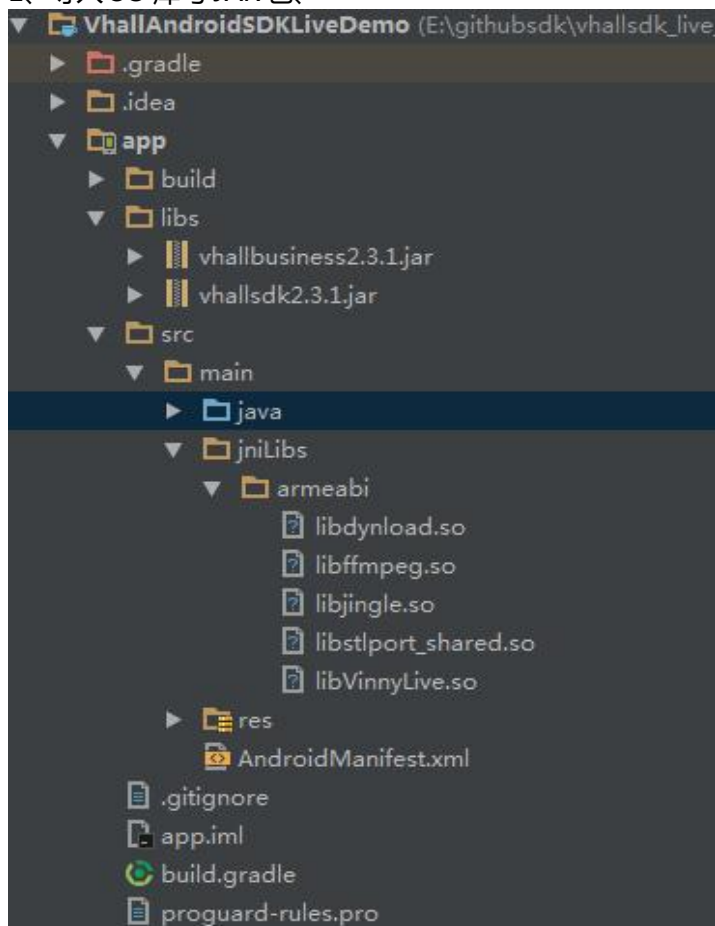 VhallAndroidSDKLiveDemo (E:\githubsdk\vhallsdk_live_
.gradle
.idea
app
build
libs
vhallbusiness2.3.1.jar
vhallsdk2.3.1.jar
src
main
java
jniLibs
armeabi
libdynload.so
libffmpeg.so
libjingle.so
libstlport_shared.so
libVinnyLive.so
res
AndroidManifest.xml
.gitignore
app.iml
build.gradle
proguard-rules.pro